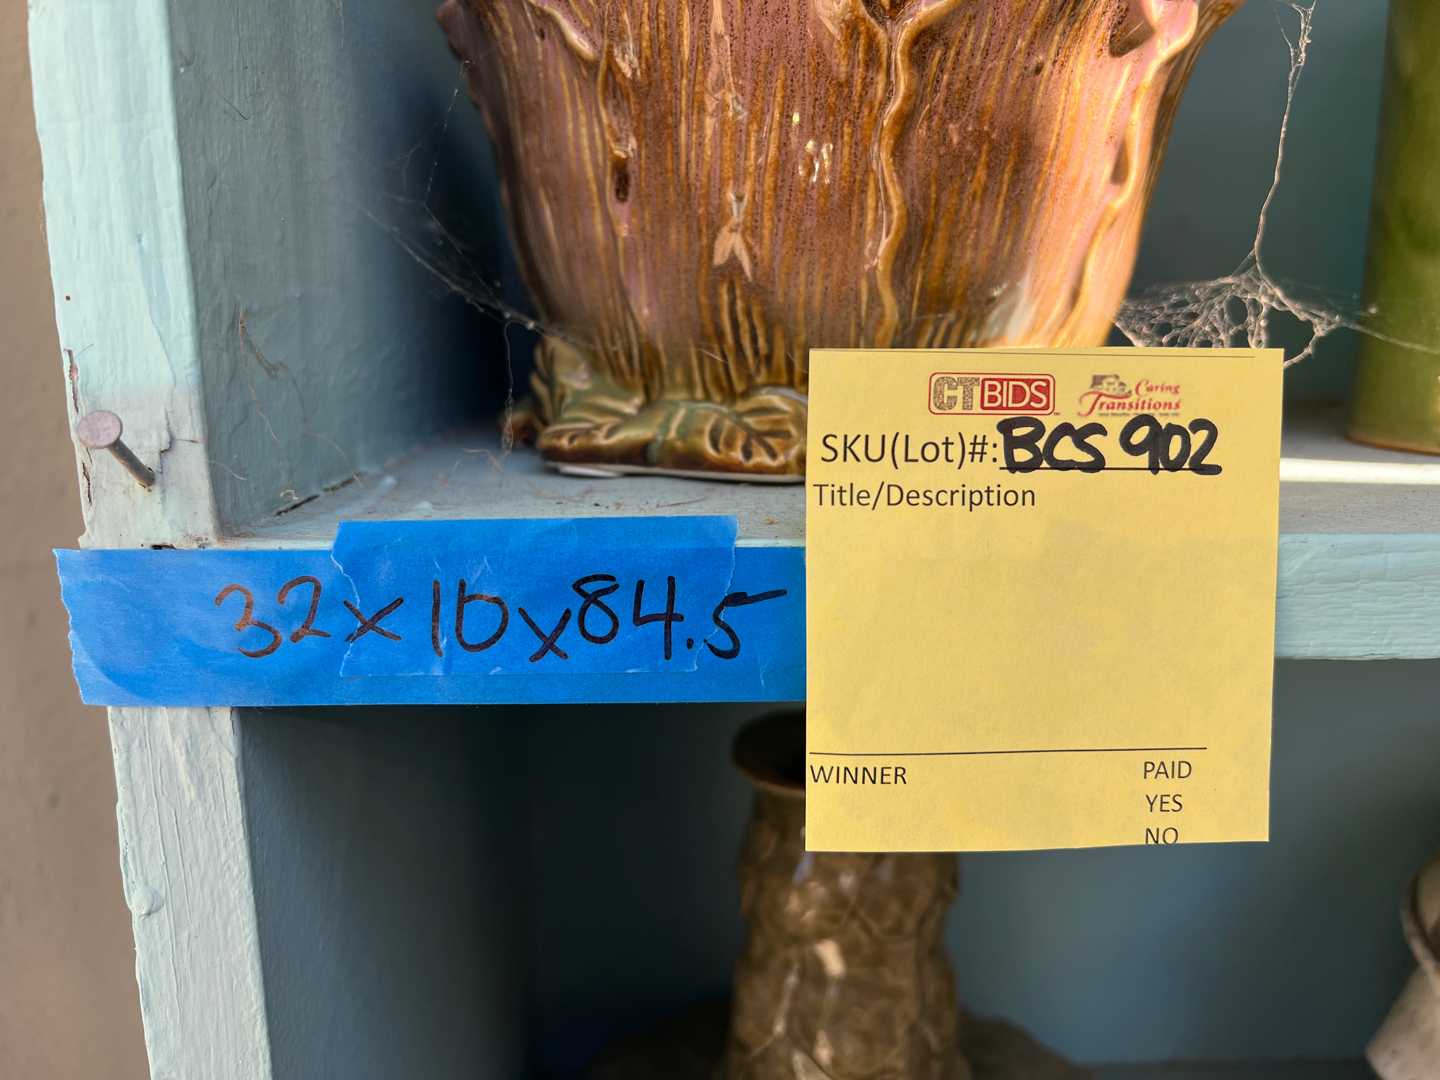 CTBIDS Caring Transitions
SKU(Lot)#: BCS 902
Title/Description
32x10x84.5
WINNER PAID
YES
NO